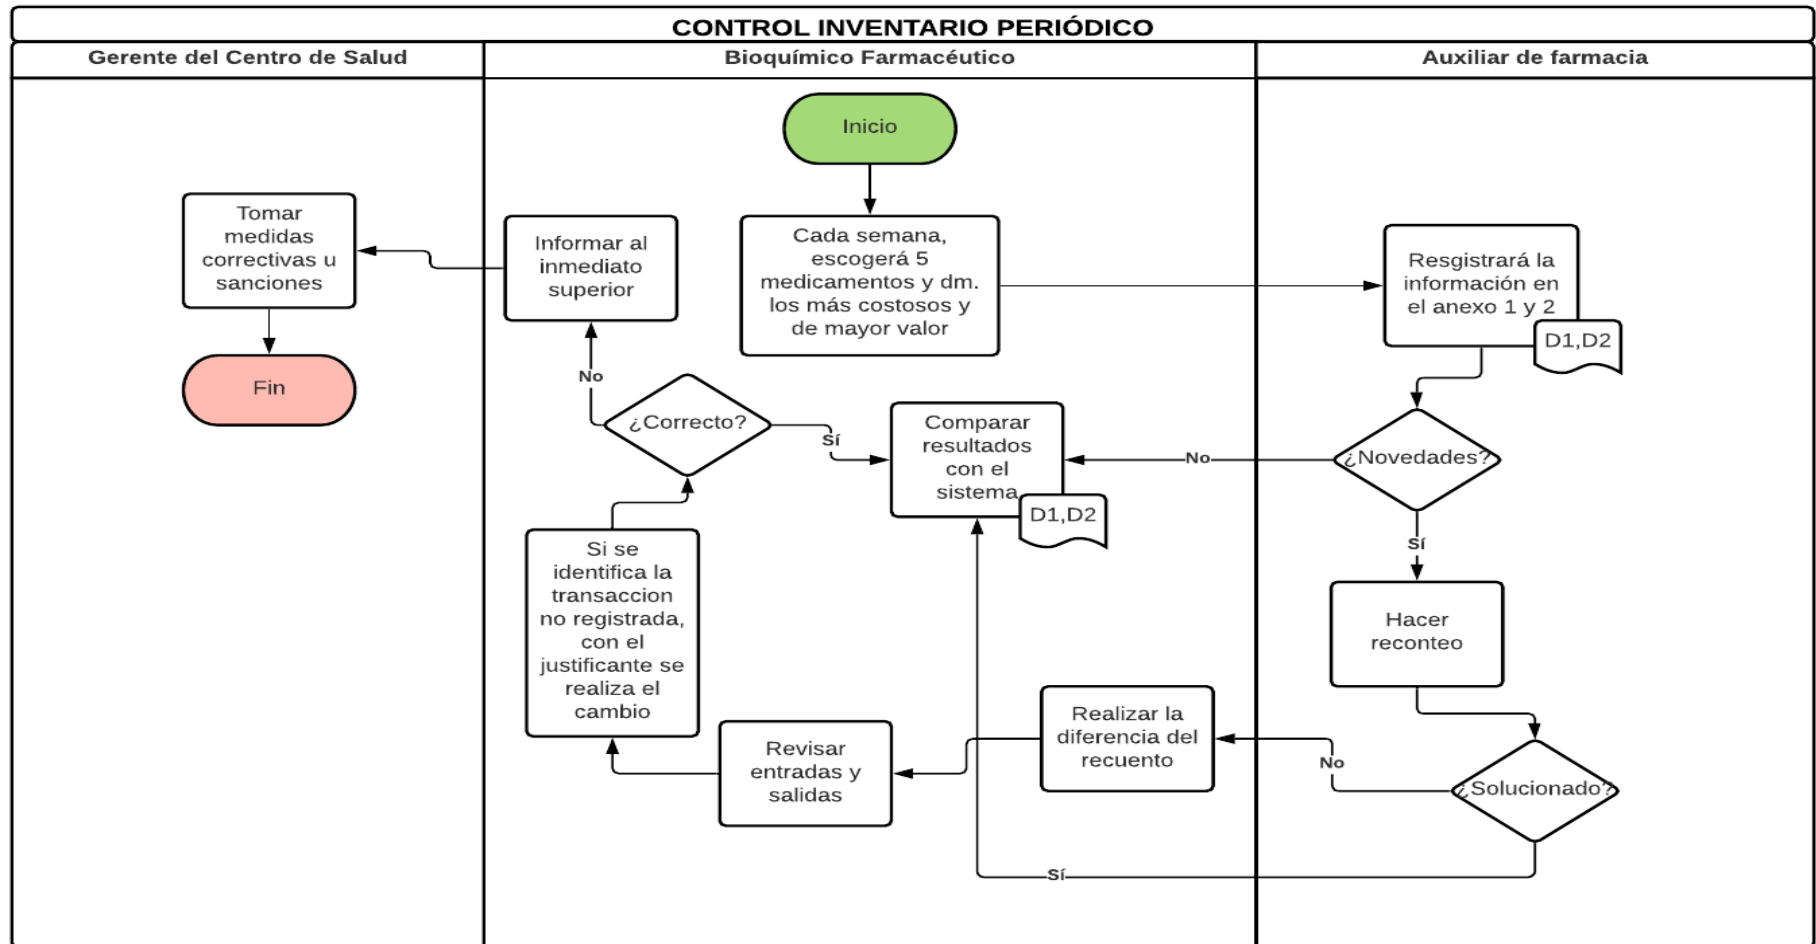 CONTROL INVENTARIO PERIÓDICO
Gerente del Centro de Salud
Bioquímico Farmacéutico
Auxiliar de farmacia
Inicio
Tomar
medidas
correctivas u
sanciones
Informar al
inmediato
superior
Cada semana,
escogerá 5
medicamentos y dm.
los más costosos y
de mayor valor
Resgistrará la
información en
el anexo 1 y 2
D1,D2
Fin
No
¿Correcto?
Sí
Comparar
resultados
con el
sistema
D1,D2
No
¿Novedades?
Sí
Si se
identifica la
transaccion
no registrada,
con el
justificante se
realiza el
cambio
Hacer
reconteo
Revisar
entradas y
salidas
Realizar la
diferencia del
recuento
No
¿Solucionado?
Sí